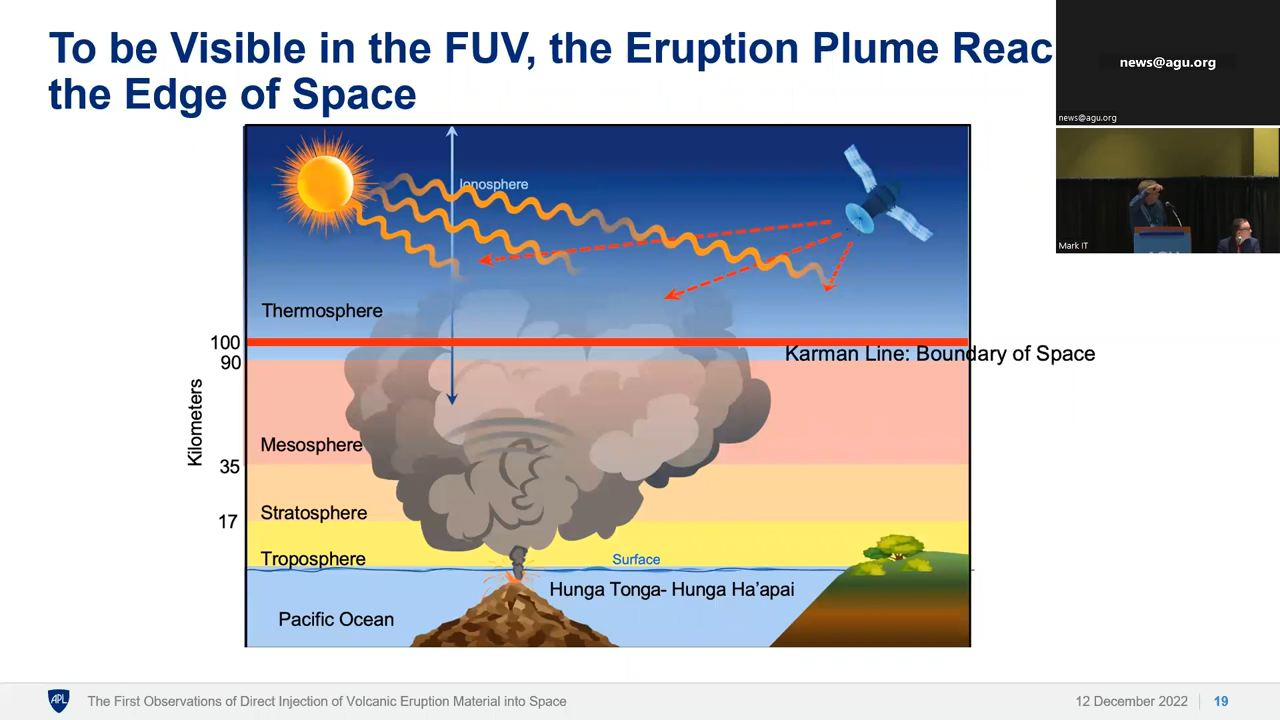 To be Visible in the FUV, the Eruption Plume Reac
the Edge of Space
news@agu.org
news@agu.org
Mark IT
Ionosphere
Thermosphere
100
90
Karman Line: Boundary of Space
Kilometers
Mesosphere
35
Stratosphere
17
Troposphere
Surface
Hunga Tonga- Hunga Ha’apai
Pacific Ocean
APL
The First Observations of Direct Injection of Volcanic Eruption Material into Space
12 December 2022
19